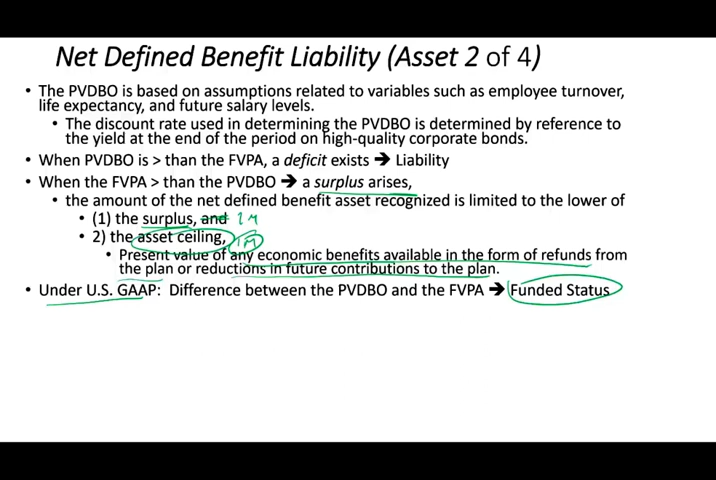 Net Defined Benefit Liability (Asset 2 of 4)
• The PVDBO is based on assumptions related to variables such as employee turnover,
life expectancy, and future salary levels.
• The discount rate used in determining the PVDBO is determined by reference to
the yield at the end of the period on high-quality corporate bonds.
• When PVDBO is > than the FVPA, a deficit exists ➔ Liability
• When the FVPA > than the PVDBO ➔ a surplus arises,
• the amount of the net defined benefit asset recognized is limited to the lower of
• (1) the surplus, and
• 2) the asset ceiling, 1M
• Present value of any economic benefits available in the form of refunds from
the plan or reductions in future contributions to the plan.
• Under U.S. GAAP: Difference between the PVDBO and the FVPA ➔ Funded Status